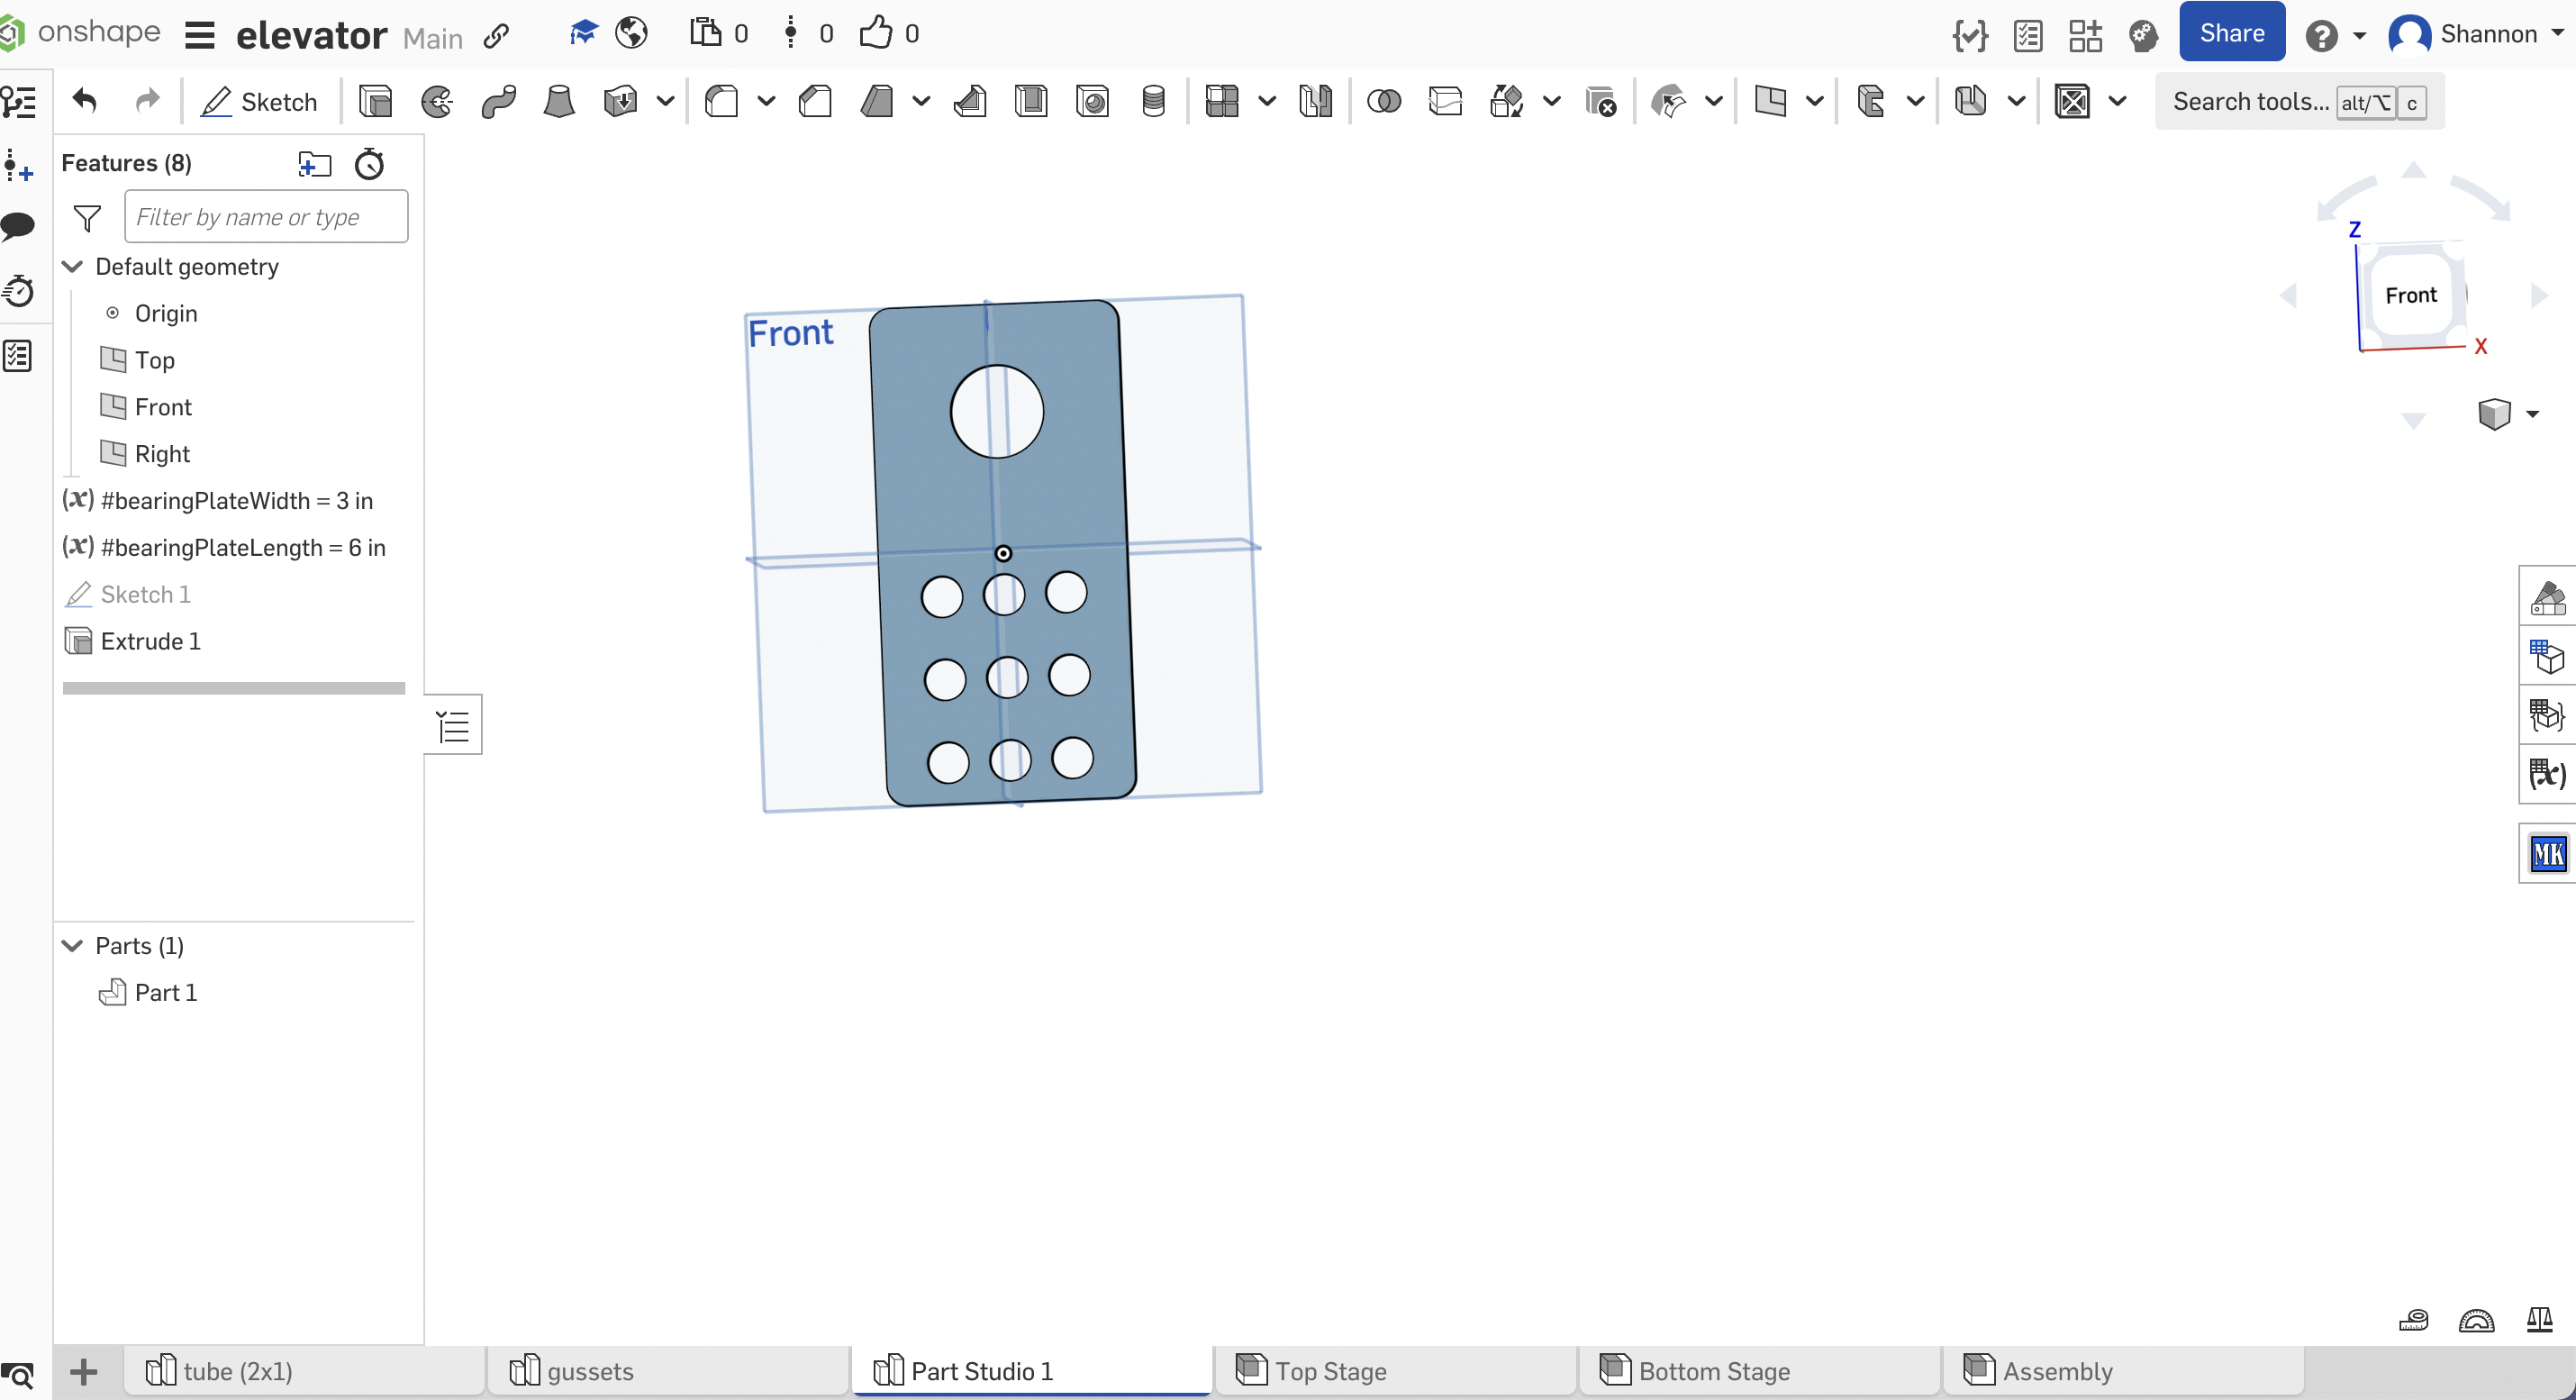 onshape elevator Main 0 0 0 Share Shannon
Sketch Search tools... alt/⌥ c
Features (8)
Filter by name or type
Default geometry
Origin
Top
Front
Right
(x) #bearingPlateWidth = 3 in
(x) #bearingPlateLength = 6 in
Sketch 1
Extrude 1
Parts (1)
Part 1
Front
Z
Front
X
(x)
MK
tube (2x1) gussets Part Studio 1 Top Stage Bottom Stage Assembly